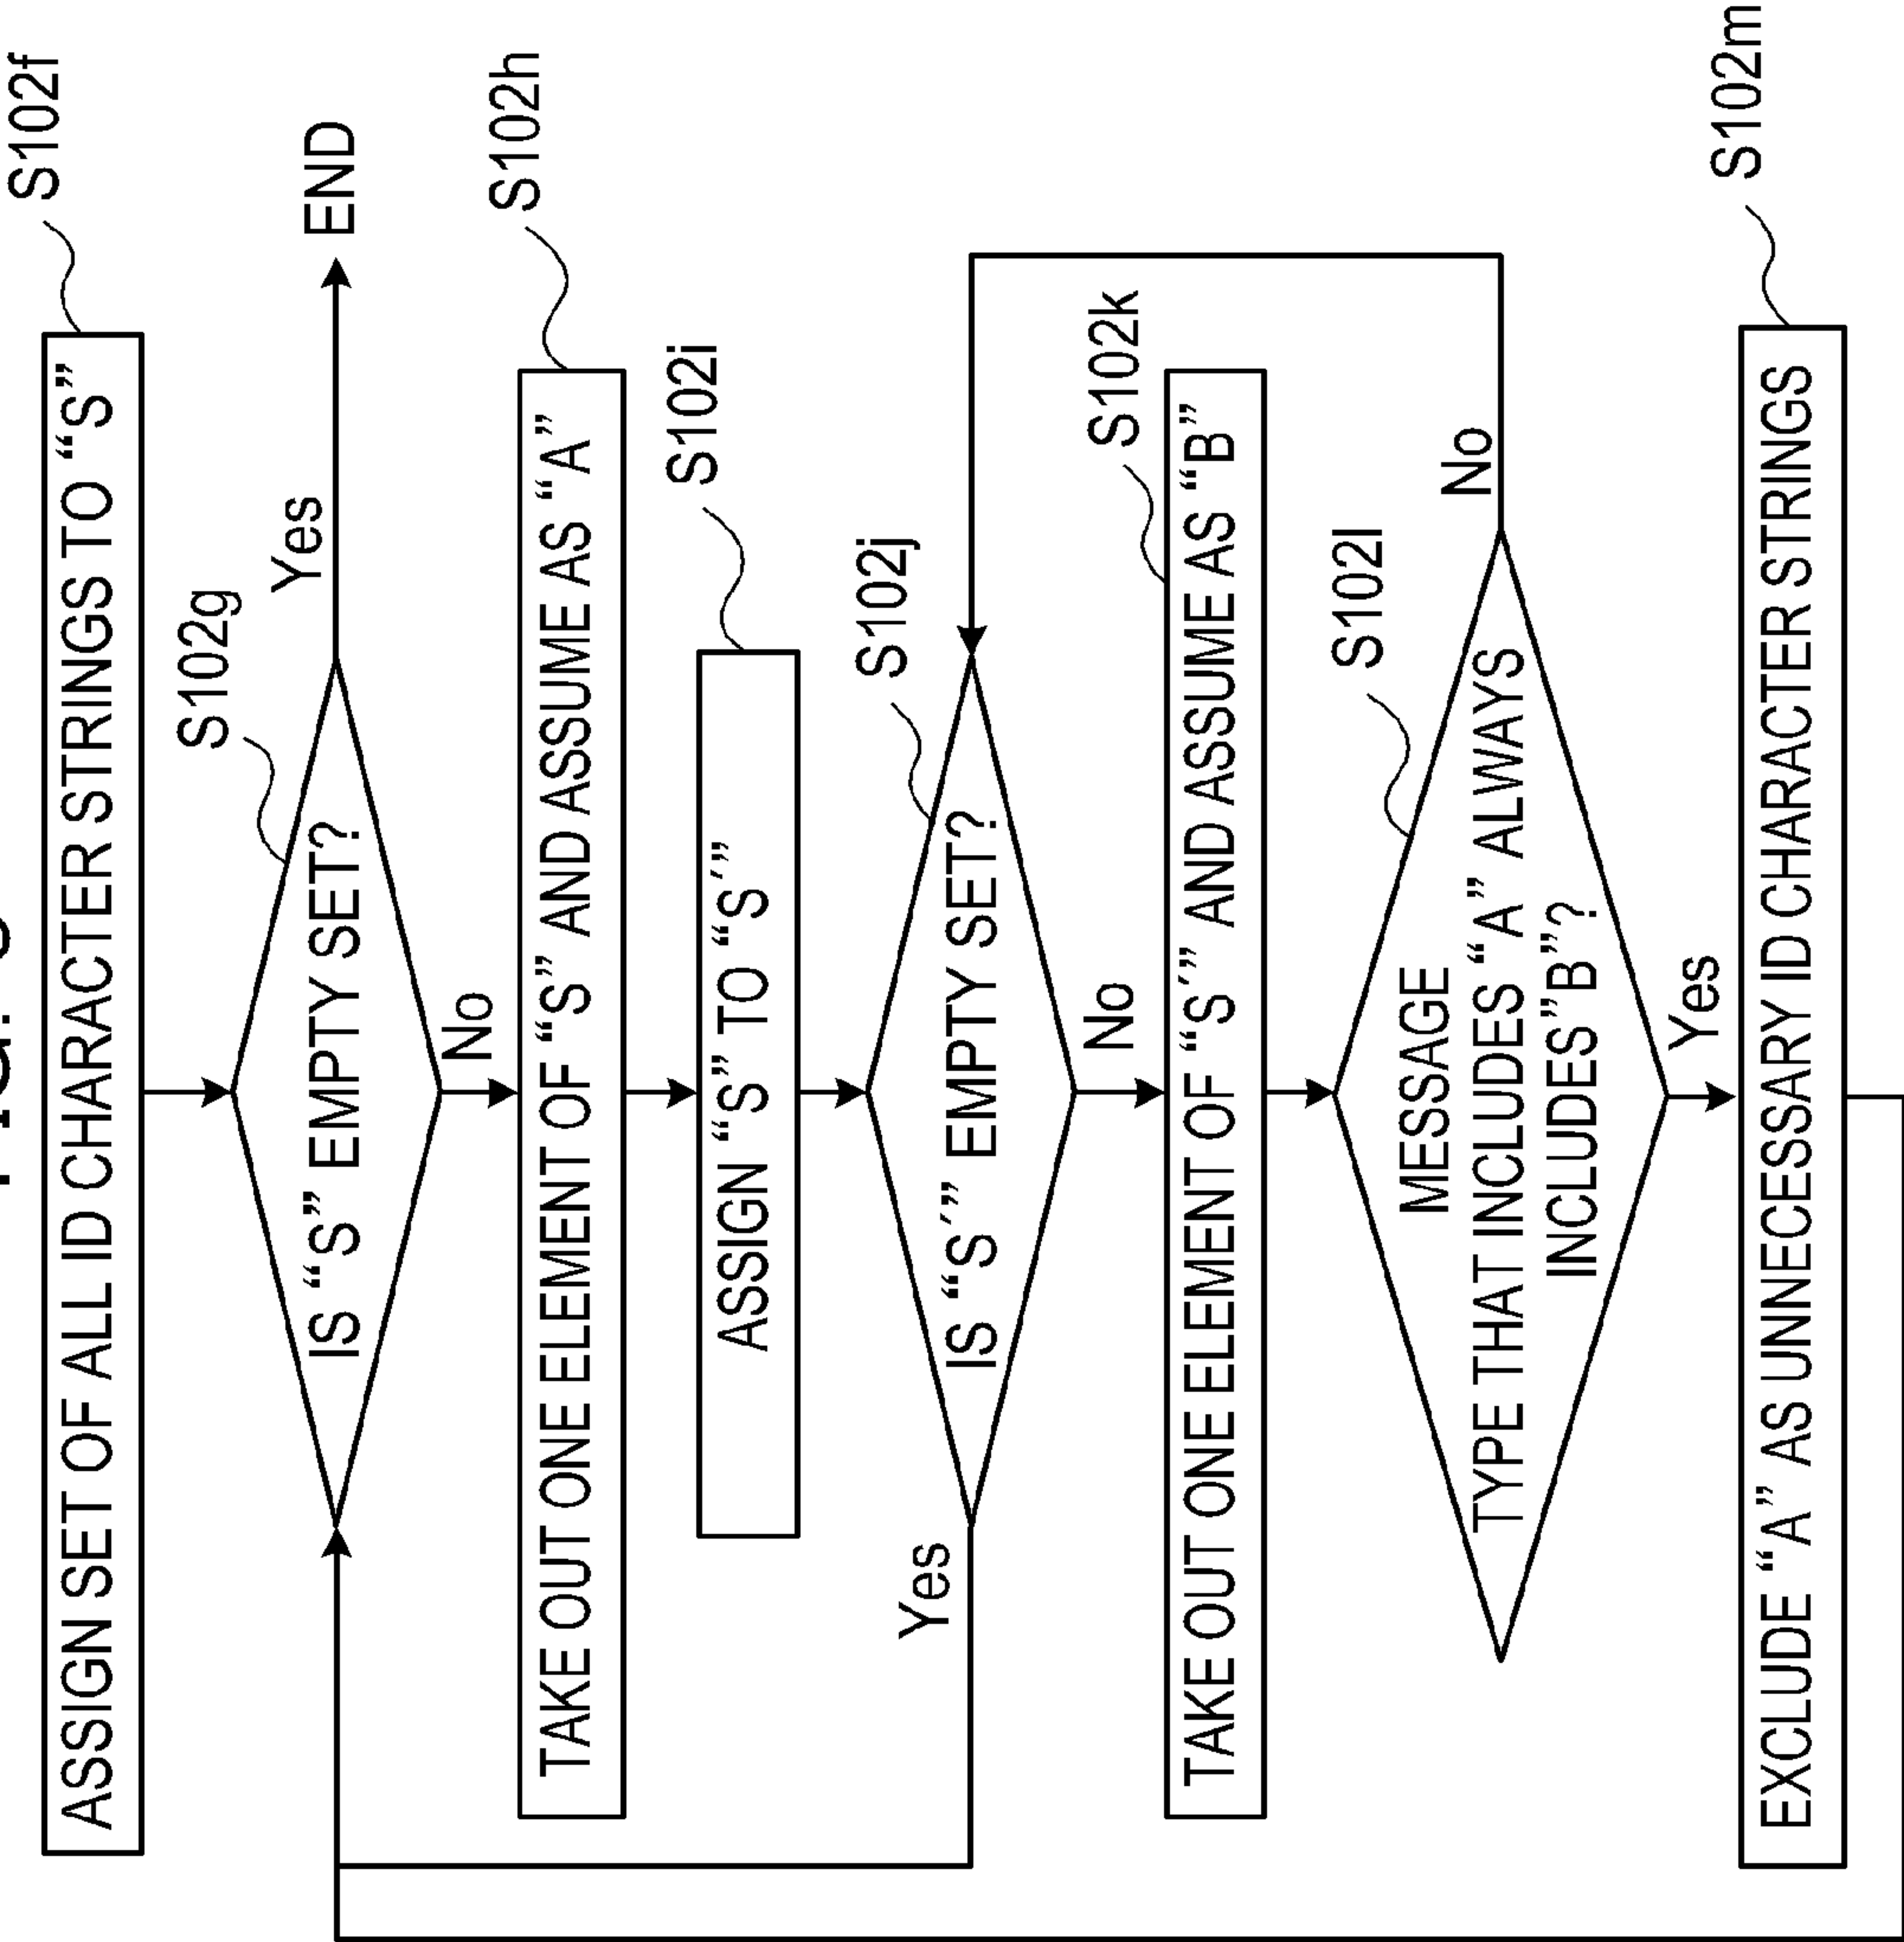 S102f
ASSIGN SET OF ALL ID CHARACTER STRINGS TO “S”
S102g
IS “S” EMPTY SET?
Yes
END
No
S102h
TAKE OUT ONE ELEMENT OF “S” AND ASSUME AS “A”
S102i
ASSIGN “S” TO “S´”
S102j
IS “S´” EMPTY SET?
Yes
No
S102k
TAKE OUT ONE ELEMENT OF “S´” AND ASSUME AS “B”
S102l
MESSAGE
TYPE THAT INCLUDES “A” ALWAYS
INCLUDES”B”?
No
Yes
S102m
EXCLUDE “A” AS UNNECESSARY ID CHARACTER STRINGS